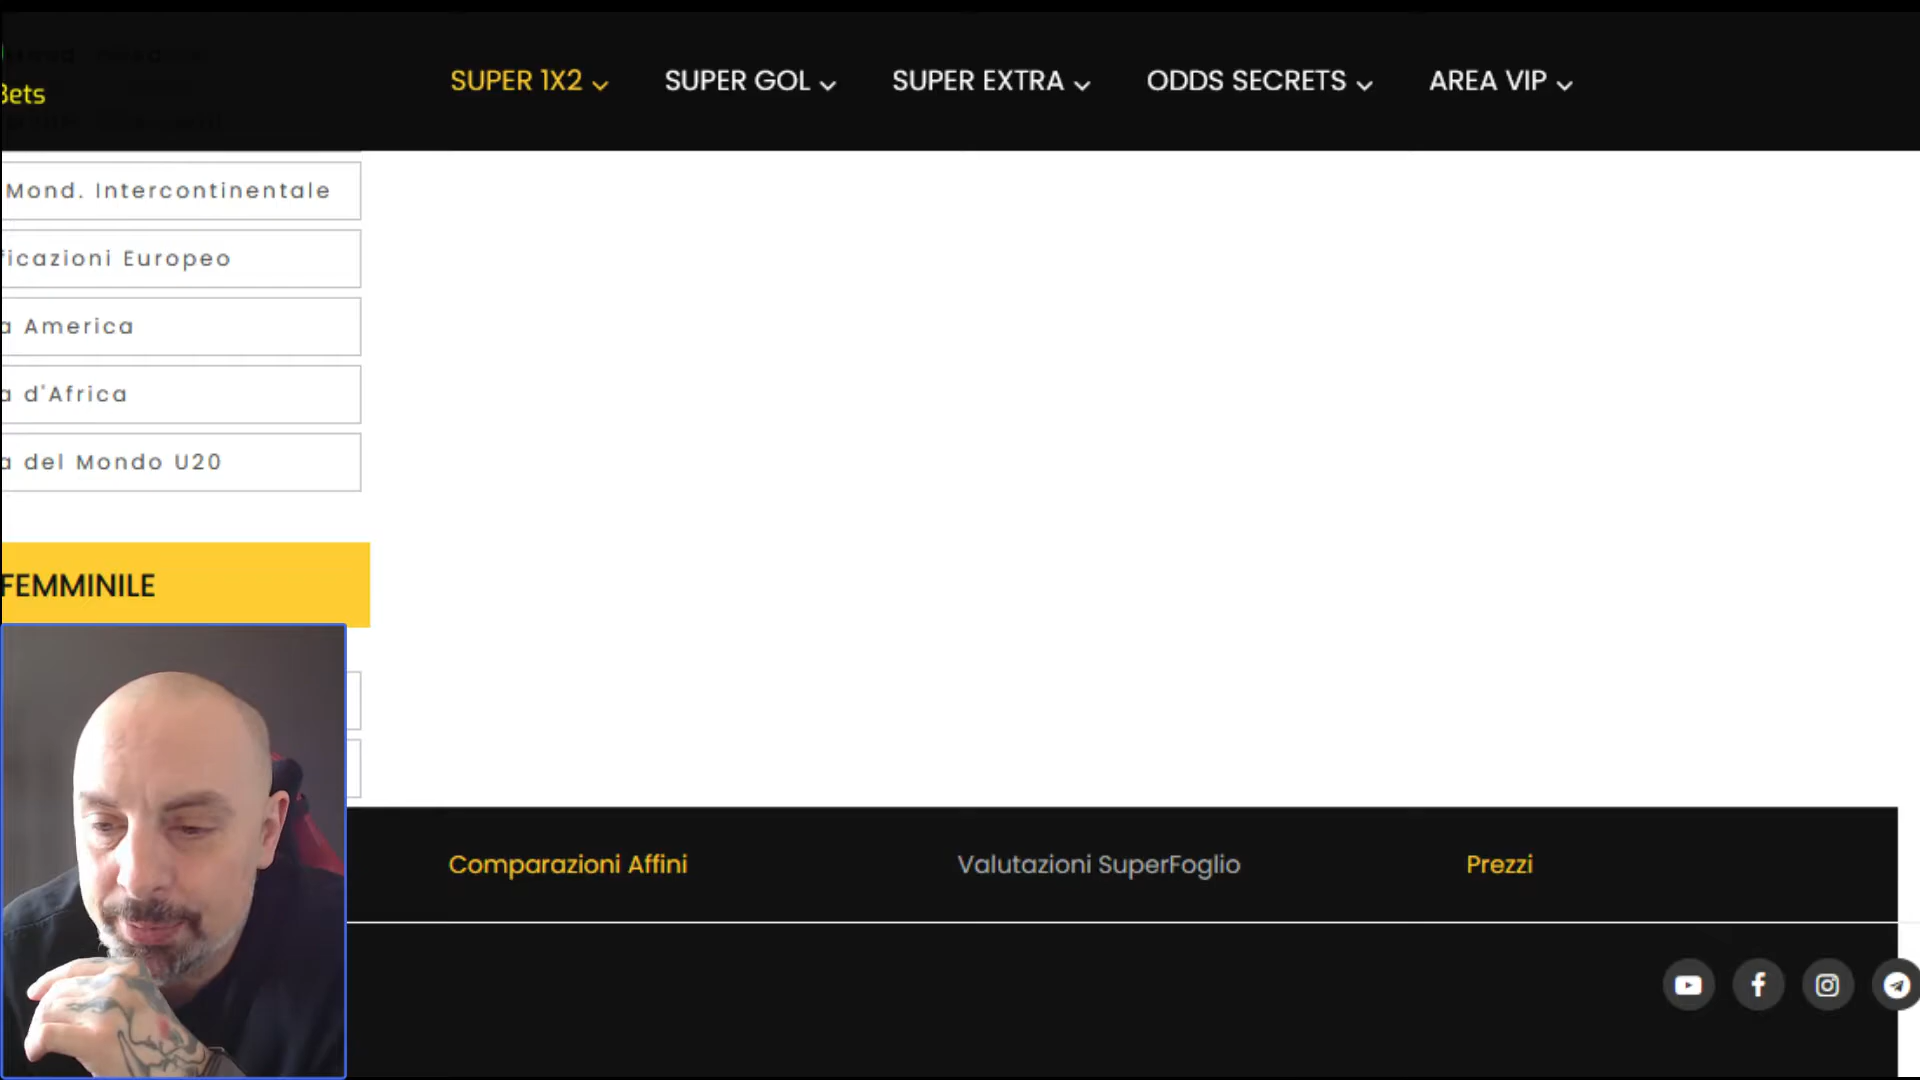 Bets
SUPER 1X2
SUPER GOL
SUPER EXTRA
ODDS SECRETS
AREA VIP
Mond. Intercontinentale
ficazioni Europeo
a America
a d'Africa
a del Mondo U20
FEMMINILE
Comparazioni Affini
Valutazioni SuperFoglio
Prezzi